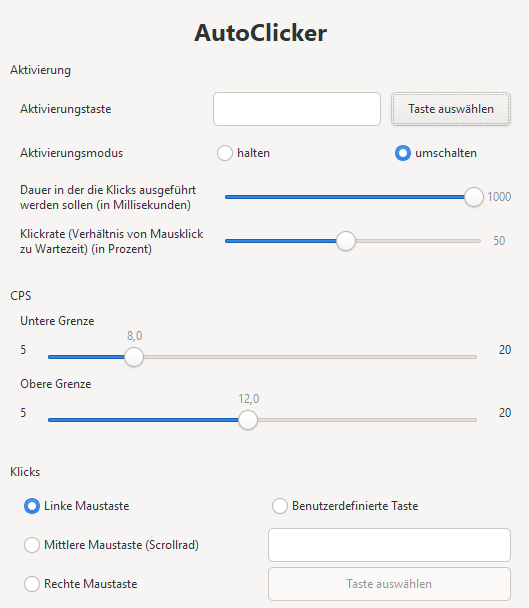 AutoClicker
Aktivierung
Aktivierungstaste
Taste auswählen
Aktivierungsmodus
halten
umschalten
Dauer in der die Klicks ausgeführt
werden sollen (in Millisekunden)
1000
Klickrate (Verhältnis von Mausklick
zu Wartezeit) (in Prozent)
50
CPS
Untere Grenze
8,0
5
20
Obere Grenze
12,0
5
20
Klicks
Linke Maustaste
Benutzerdefinierte Taste
Mittlere Maustaste (Scrollrad)
Rechte Maustaste
Taste auswählen